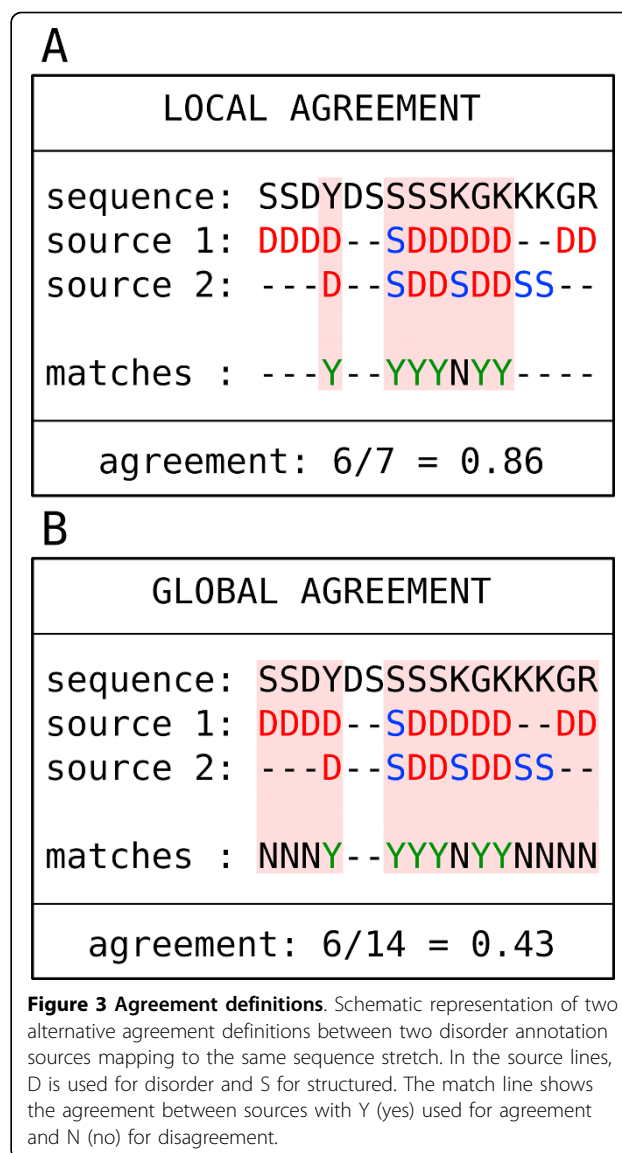 A
LOCAL AGREEMENT
sequence: SSDYDSSSSKGKKKGR
source 1: DDDD--SDDDDD--DD
source 2: ---D--SDDSDDSS--
matches : ---Y--YYYNYY----
agreement: 6/7 = 0.86
B
GLOBAL AGREEMENT
sequence: SSDYDSSSSKGKKKGR
source 1: DDDD--SDDDDD--DD
source 2: ---D--SDDSDDSS--
matches : NNNY--YYYNYYNNNN
agreement: 6/14 = 0.43
Figure 3 Agreement definitions. Schematic representation of two
alternative agreement definitions between two disorder annotation
sources mapping to the same sequence stretch. In the source lines,
D is used for disorder and S for structured. The match line shows
the agreement between sources with Y (yes) used for agreement
and N (no) for disagreement.